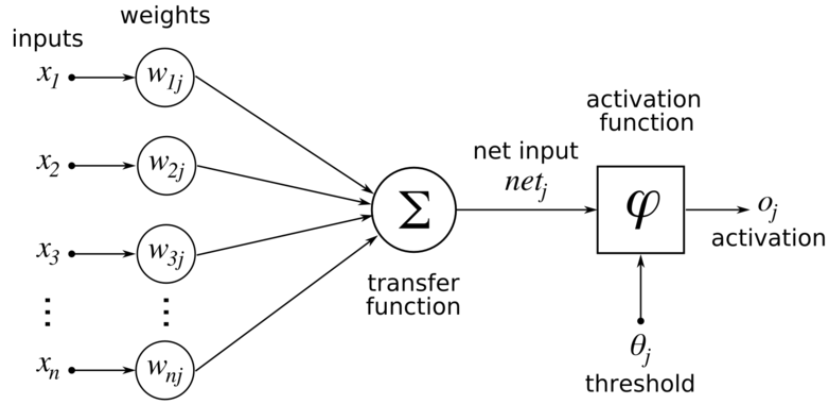 weights
inputs
x₁ w₁ⱼ
activation
function
x₂ w₂ⱼ
net input
netⱼ
Σ
φ
oⱼ
activation
x₃ w₃ⱼ
transfer
function
⋮ ⋮
θⱼ
threshold
xₙ wₙⱼ